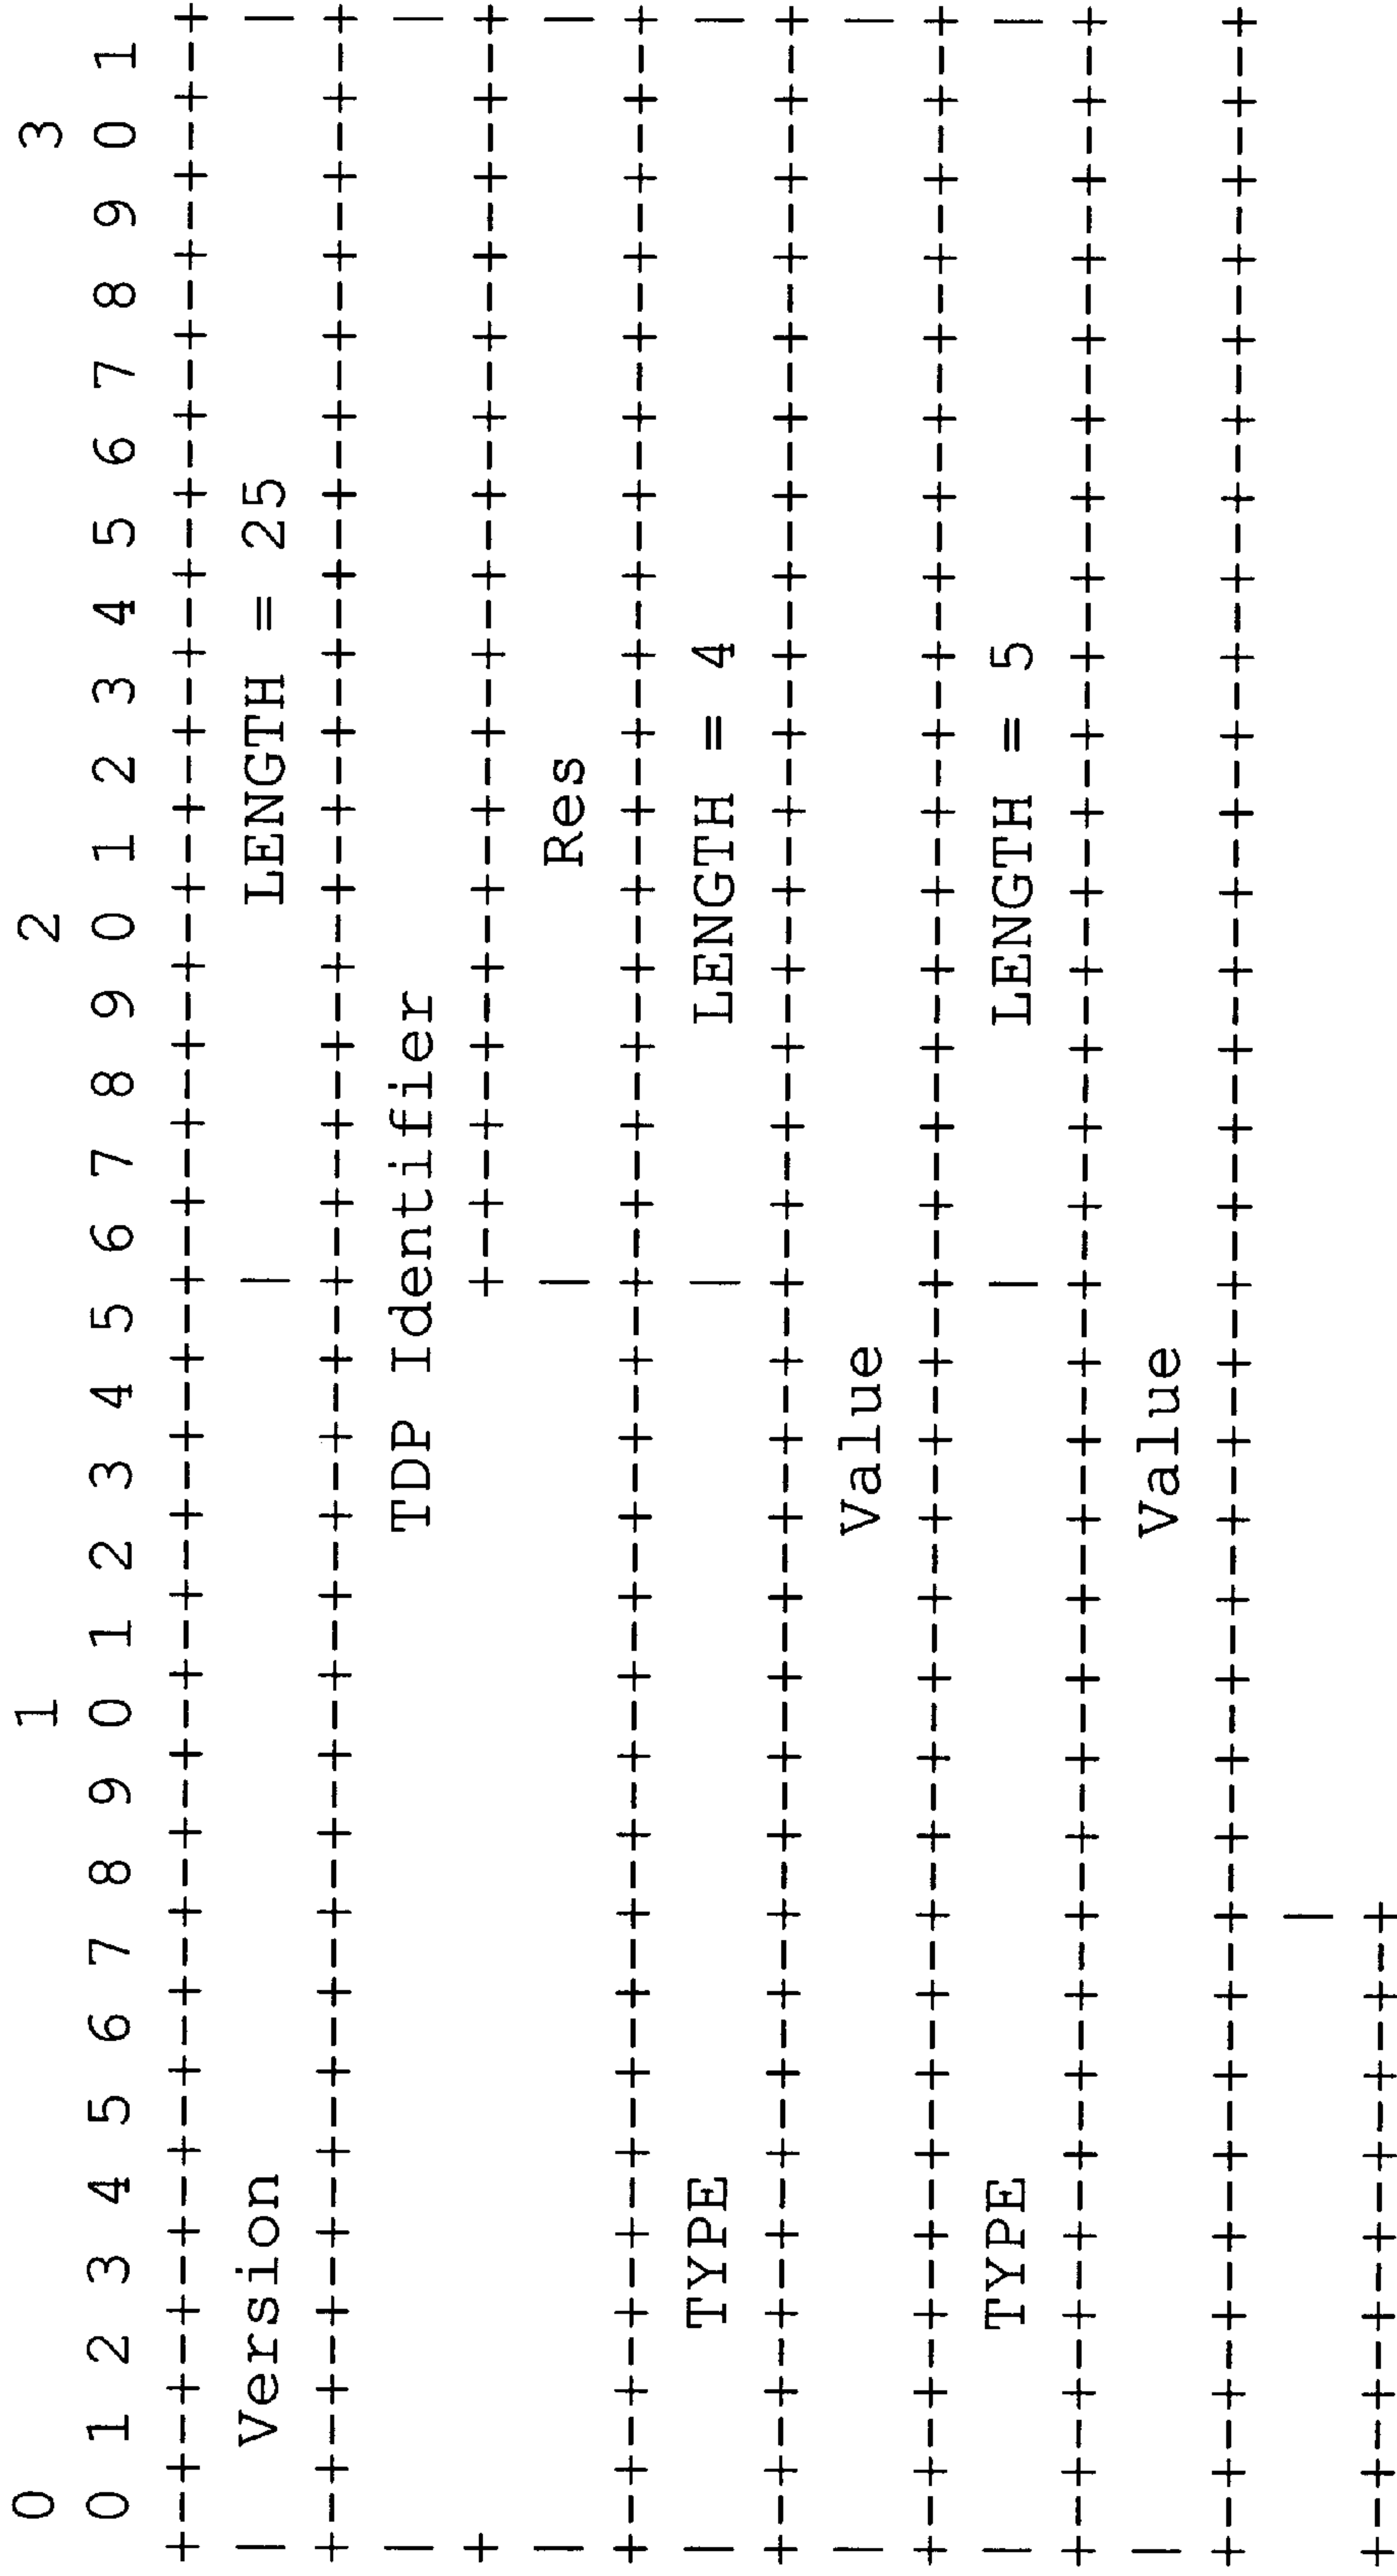 0                   1                   2                   3
0 1 2 3 4 5 6 7 8 9 0 1 2 3 4 5 6 7 8 9 0 1 2 3 4 5 6 7 8 9 0 1
+-+-+-+-+-+-+-+-+-+-+-+-+-+-+-+-+-+-+-+-+-+-+-+-+-+-+-+-+-+-+-+-+
| Version | LENGTH = 25 |
+-+-+-+-+-+-+-+-+-+-+-+-+-+-+-+-+-+-+-+-+-+-+-+-+-+-+-+-+-+-+-+-+
| TDP Identifier |
+ +-+-+-+-+-+-+-+-+-+-+-+-+-+-+-+-+
| | Res |
+-+-+-+-+-+-+-+-+-+-+-+-+-+-+-+-+-+-+-+-+-+-+-+-+-+-+-+-+-+-+-+-+
| TYPE | LENGTH = 4 |
+-+-+-+-+-+-+-+-+-+-+-+-+-+-+-+-+-+-+-+-+-+-+-+-+-+-+-+-+-+-+-+-+
| Value |
+-+-+-+-+-+-+-+-+-+-+-+-+-+-+-+-+-+-+-+-+-+-+-+-+-+-+-+-+-+-+-+-+
| TYPE | LENGTH = 5 |
+-+-+-+-+-+-+-+-+-+-+-+-+-+-+-+-+-+-+-+-+-+-+-+-+-+-+-+-+-+-+-+-+
| Value
+-+-+-+-+-+-+-+-+-+-+-+-+-+-+-+-+-+-+-+-+-+-+-+-+-+-+-+-+-+-+-+-+
|
+-+-+-+-+-+-+-+-+